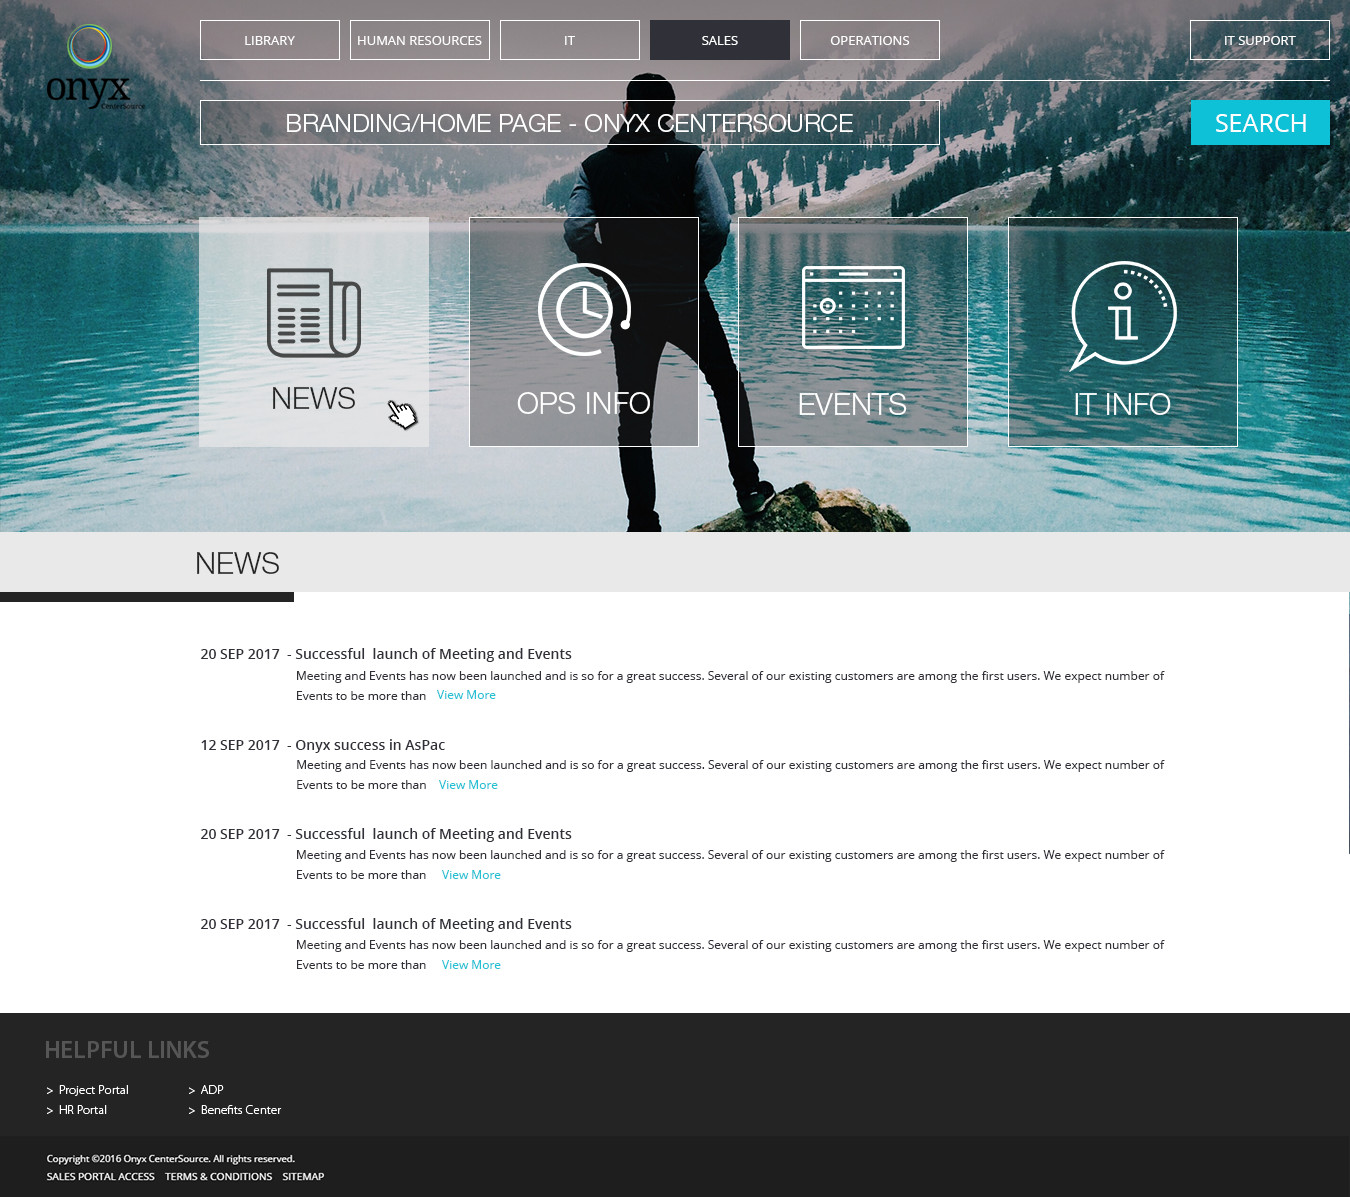 LIBRARY
HUMAN RESOURCES
IT
SALES
OPERATIONS
IT SUPPORT
onyx
CenterSource
BRANDING/HOME PAGE - ONYX CENTERSOURCE
SEARCH
NEWS
OPS INFO
EVENTS
IT INFO
NEWS
20 SEP 2017 - Successful launch of Meeting and Events
Meeting and Events has now been launched and is so for a great success. Several of our existing customers are among the first users. We expect number of
Events to be more than View More
12 SEP 2017 - Onyx success in AsPac
Meeting and Events has now been launched and is so for a great success. Several of our existing customers are among the first users. We expect number of
Events to be more than View More
20 SEP 2017 - Successful launch of Meeting and Events
Meeting and Events has now been launched and is so for a great success. Several of our existing customers are among the first users. We expect number of
Events to be more than View More
20 SEP 2017 - Successful launch of Meeting and Events
Meeting and Events has now been launched and is so for a great success. Several of our existing customers are among the first users. We expect number of
Events to be more than View More
HELPFUL LINKS
> Project Portal > ADP
> HR Portal > Benefits Center
Copyright ©2016 Onyx CenterSource. All rights reserved.
SALES PORTAL ACCESS TERMS & CONDITIONS SITEMAP